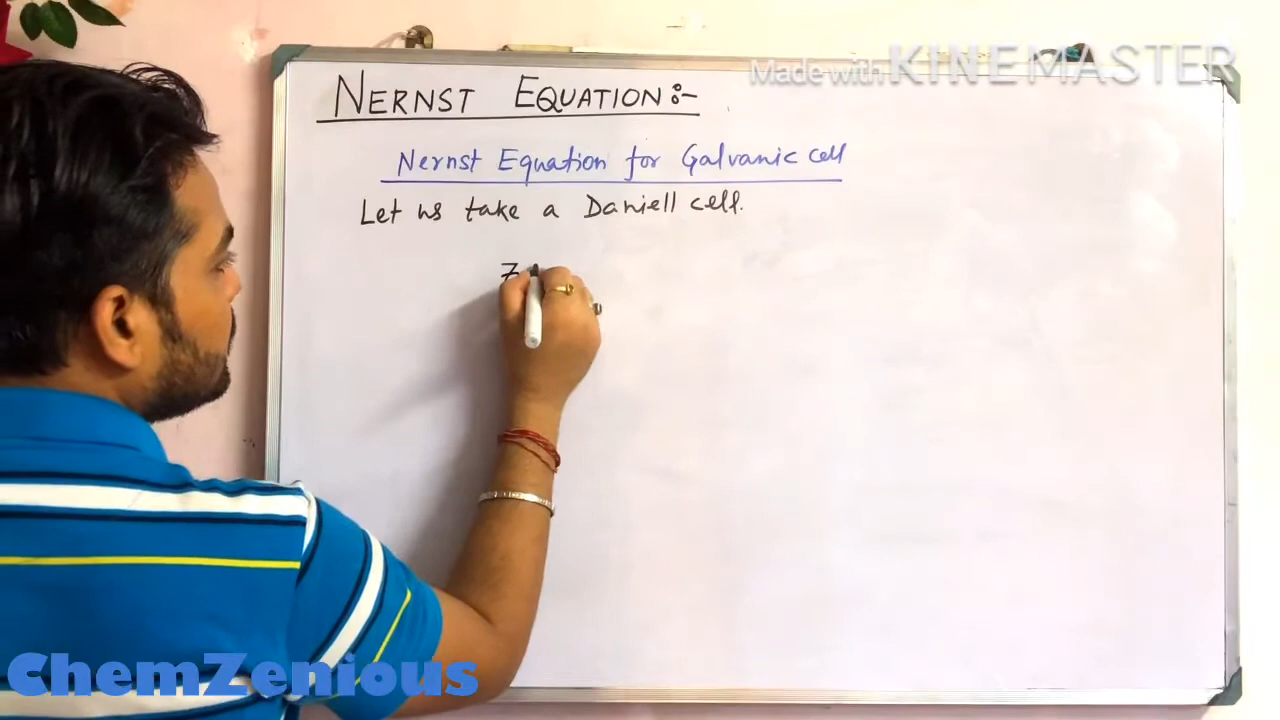 Made with KINEMASTER
NERNST EQUATION:-
Nernst Equation for Galvanic cell
Let us take a Daniell cell.
Z
ChemZenious